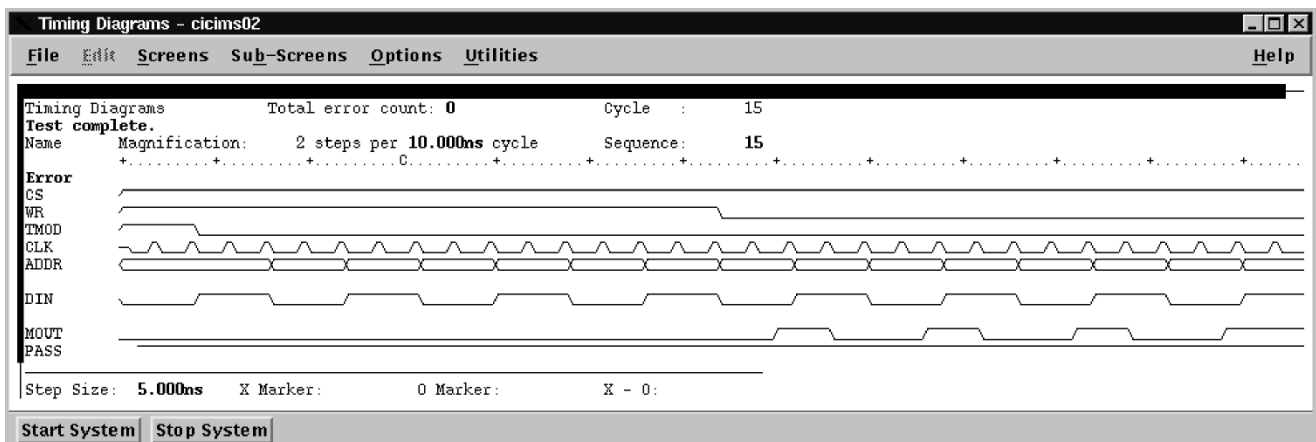 Timing Diagrams - cicims02
File Edit Screens Sub-Screens Options Utilities Help
Timing Diagrams Total error count: 0 Cycle : 15
Test complete.
Name Magnification: 2 steps per 10.000ns cycle Sequence: 15
+.........+.........+.........C.........+.........+.........+.........+.........+.........+.........+.........+.........+......
Error
CS
WR
TMOD
CLK
ADDR
DIN
MOUT
PASS
Step Size: 5.000ns X Marker: O Marker: X - O:
Start System Stop System